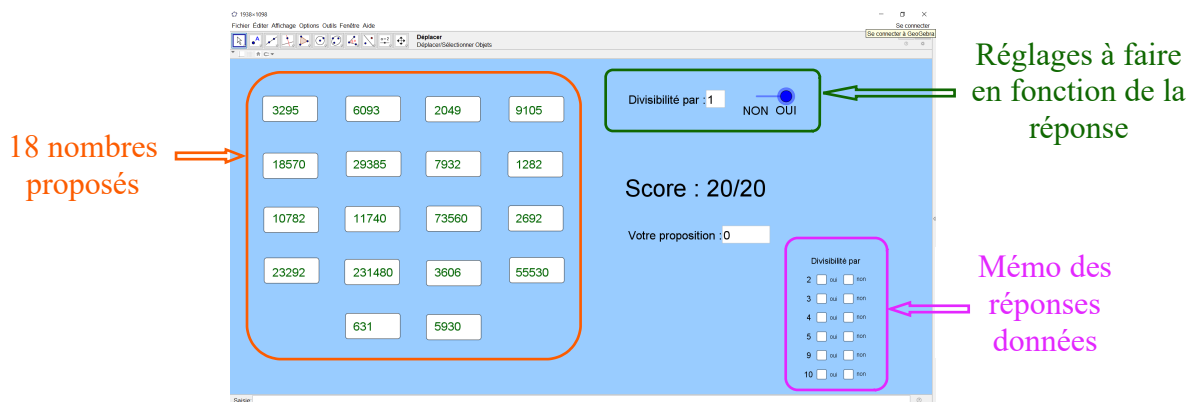 1938×1098
Fichier Éditer Affichage Options Outils Fenêtre Aide
Se connecter
Déplacer
Déplacer/Sélectionner Objets
Se connecter à GeoGebra
18 nombres
proposés
3295 6093 2049 9105
18570 29385 7932 1282
10782 11740 73560 2692
23292 231480 3606 55530
631 5930
Divisibilité par : 1
NON OUI
Réglages à faire
en fonction de la
réponse
Score : 20/20
Votre proposition : 0
Divisibilité par
2 oui non
3 oui non
4 oui non
5 oui non
9 oui non
10 oui non
Mémo des
réponses
données
Saisie: